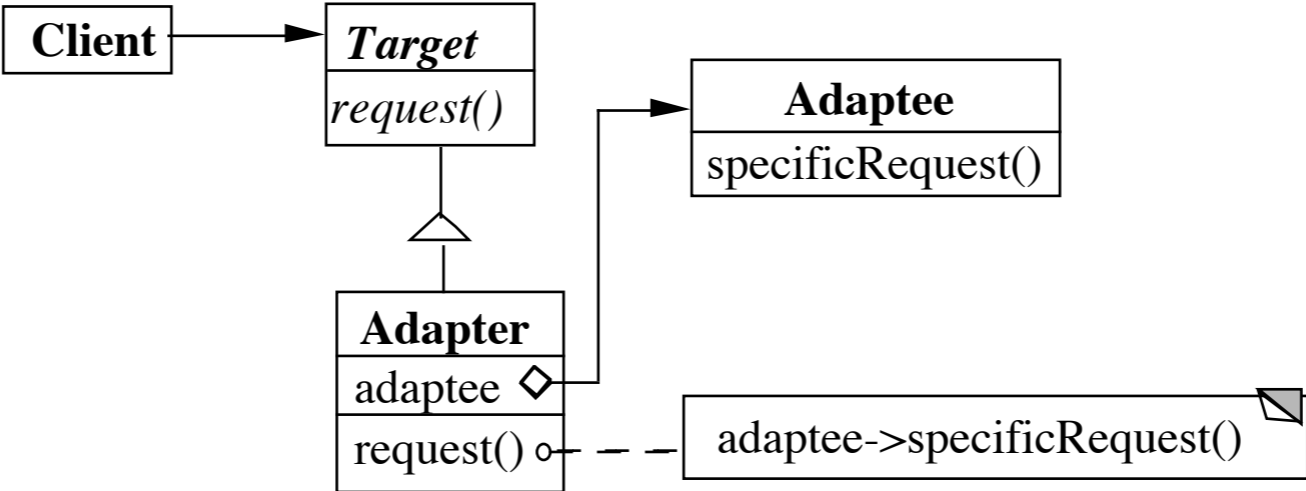 Client
Target
request()
Adaptee
specificRequest()
Adapter
adaptee
request()
adaptee->specificRequest()